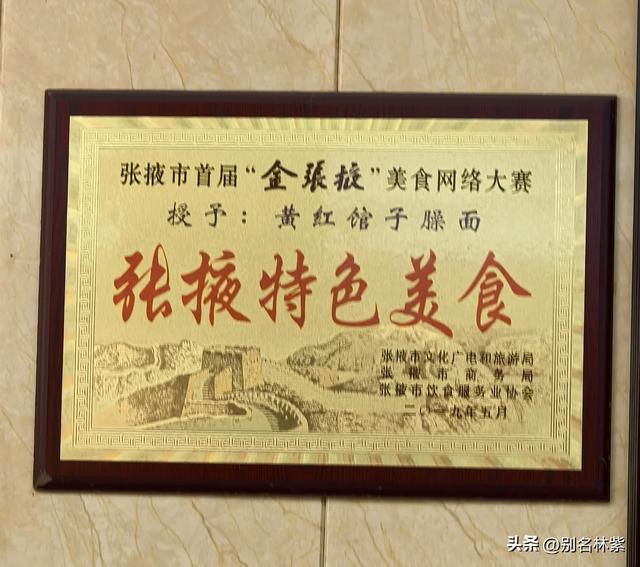 张掖市首届“金張掖”美食网络大赛
授予：黄红馆子臊面
张掖特色美食
张掖市文化广电和旅游局
张掖市商务局
张掖市饮食服务业协会
二〇一九年五月
头条 @别名林紫